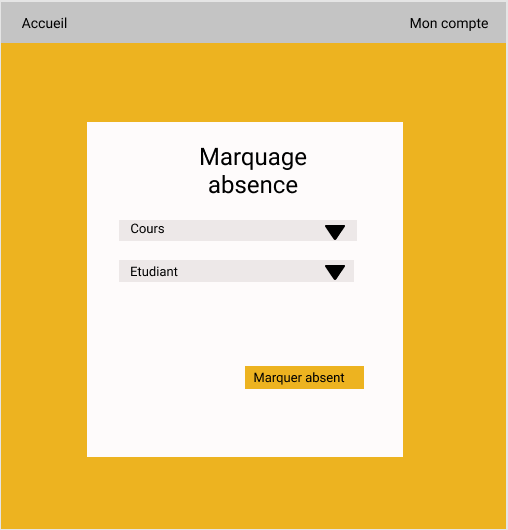 Accueil
Mon compte
Marquage
absence
Cours
Etudiant
Marquer absent